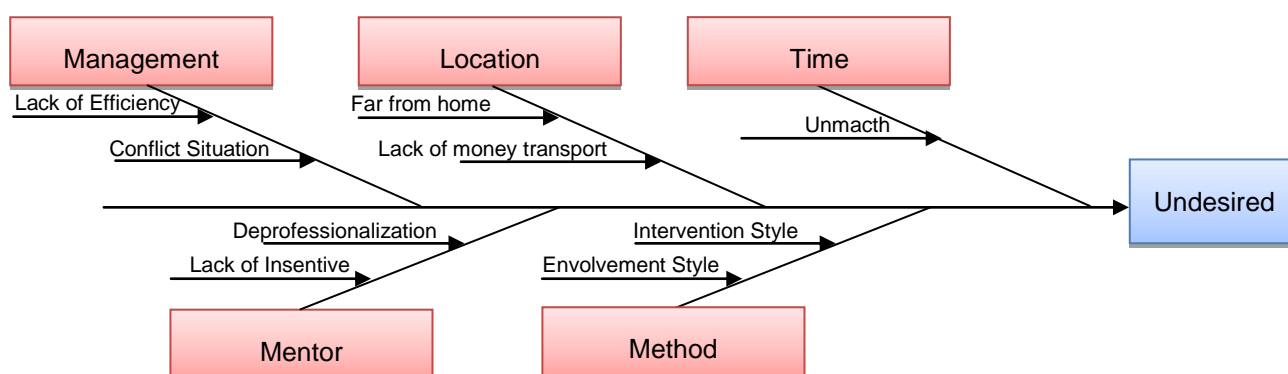 Management
Location
Time
Lack of Efficiency
Far from home
Unmacth
Conflict Situation
Lack of money transport
Undesired
Deprofessionalization
Intervention Style
Lack of Insentive
Envolvement Style
Mentor
Method